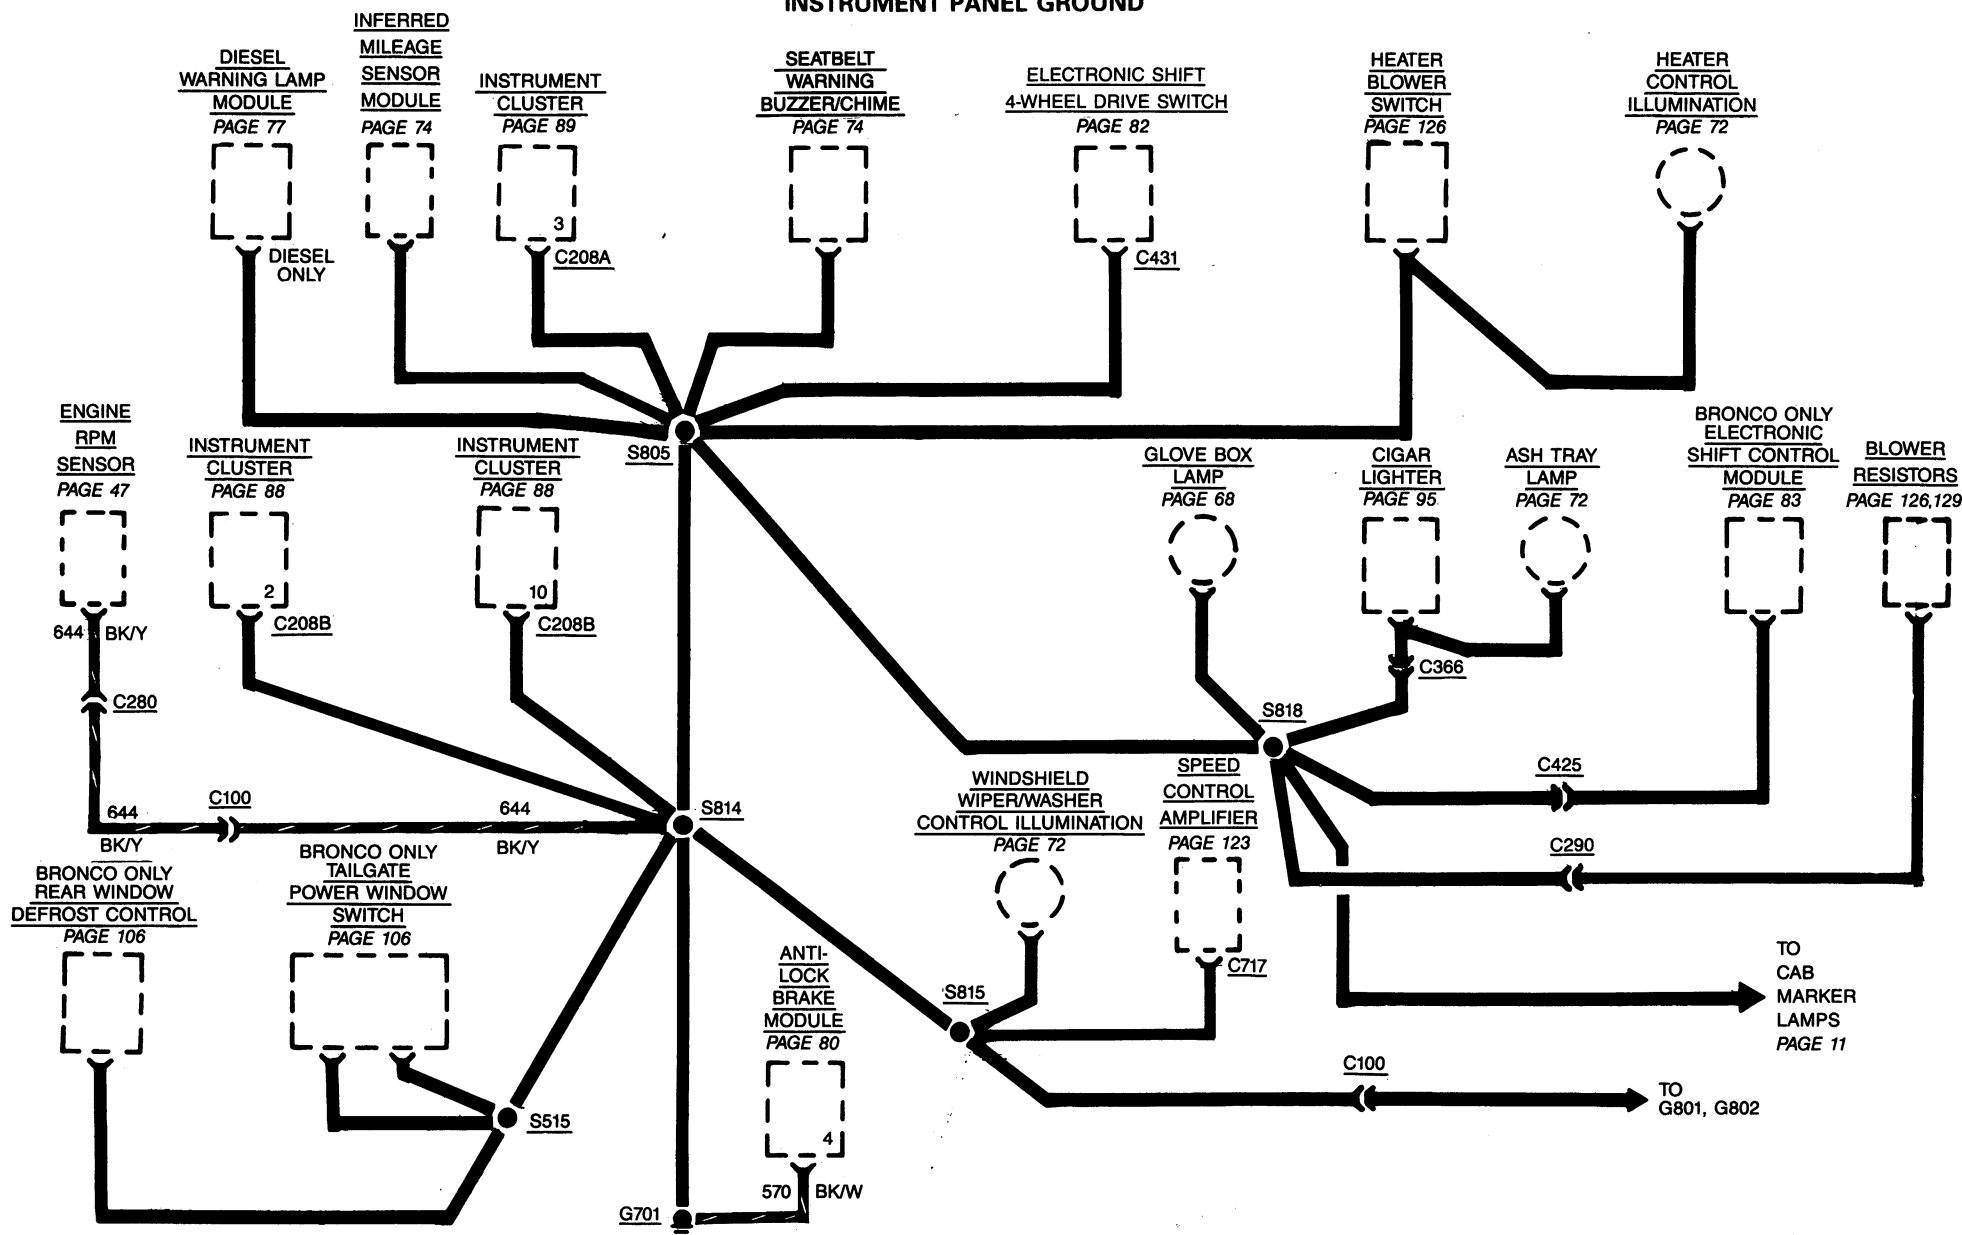 INSTRUMENT PANEL GROUND
DIESEL
WARNING LAMP
MODULE
PAGE 77
INFERRED
MILEAGE
SENSOR
MODULE
PAGE 74
INSTRUMENT
CLUSTER
PAGE 89
SEATBELT
WARNING
BUZZER/CHIME
PAGE 74
ELECTRONIC SHIFT
4-WHEEL DRIVE SWITCH
PAGE 82
HEATER
BLOWER
SWITCH
PAGE 126
HEATER
CONTROL
ILLUMINATION
PAGE 72
3
DIESEL
ONLY
C208A
C431
ENGINE
RPM
SENSOR
PAGE 47
INSTRUMENT
CLUSTER
PAGE 88
INSTRUMENT
CLUSTER
PAGE 88
S805
GLOVE BOX
LAMP
PAGE 68
CIGAR
LIGHTER
PAGE 95
ASH TRAY
LAMP
PAGE 72
BRONCO ONLY
ELECTRONIC
SHIFT CONTROL
MODULE
PAGE 83
BLOWER
RESISTORS
PAGE 126,129
2
10
644 BK/Y
C208B
C208B
C366
C280
S818
C425
C100
644
BK/Y
644
BK/Y
S814
WINDSHIELD
WIPER/WASHER
CONTROL ILLUMINATION
PAGE 72
SPEED
CONTROL
AMPLIFIER
PAGE 123
C290
BRONCO ONLY
REAR WINDOW
DEFROST CONTROL
PAGE 106
BRONCO ONLY
TAILGATE
POWER WINDOW
SWITCH
PAGE 106
ANTI-
LOCK
BRAKE
MODULE
PAGE 80
S815
C717
TO
CAB
MARKER
LAMPS
PAGE 11
C100
TO
G801, G802
S515
4
570 BK/W
G701